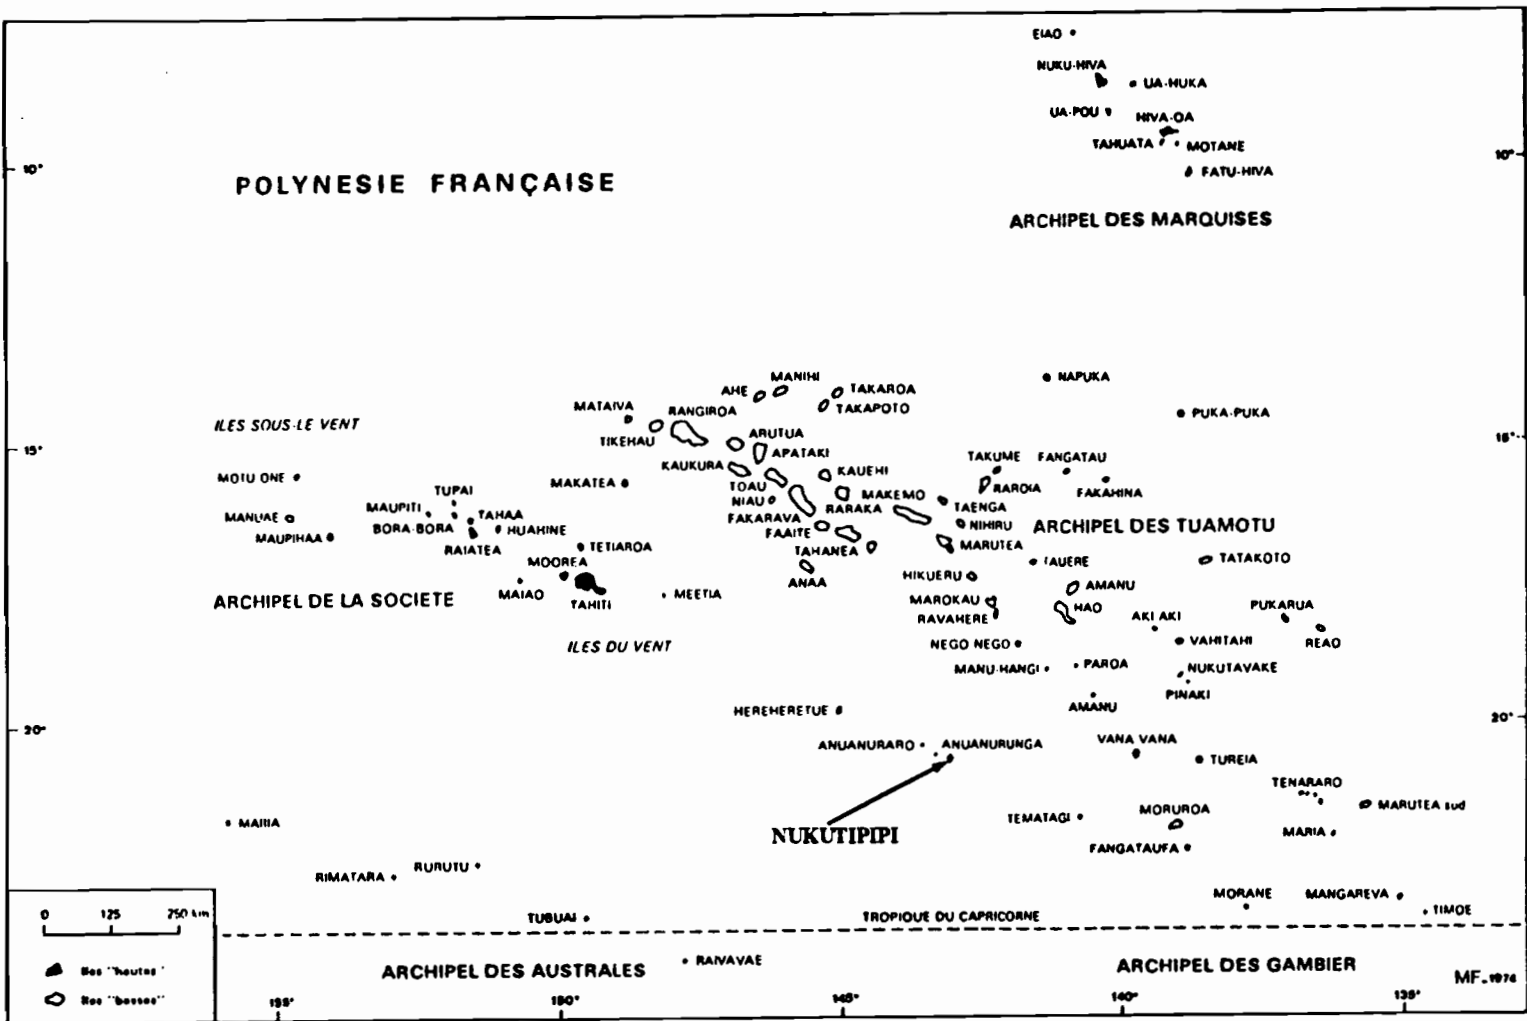 EIAO
NUKU-HIVA
UA-HUKA
UA-POU
HIVA-OA
TAHUATA
MOTANE
FATU-HIVA
10°
10°
POLYNESIE FRANÇAISE
ARCHIPEL DES MARQUISES
MANIHI
AHE
TAKAROA
TAKAPOTO
NAPUKA
PUKA-PUKA
MATAIVA
RANGIROA
ILES SOUS-LE VENT
TIKEHAU
ARUTUA
APATAKI
15°
15°
KAUKURA
KAUEHI
TAKUME
FANGATAU
MOTU ONE
MAKATEA
TOAU
RAROIA
FAKAHINA
TUPAI
NIAU
MAKEMO
MAUPITI
TAHAA
RARAKA
TAENGA
MANUAE
BORA-BORA
HUAHINE
FAKARAVA
NIHIRU
ARCHIPEL DES TUAMOTU
MAUPIHAA
FAAITE
RAIATEA
TETIAROA
TAHANEA
MARUTEA
MOOREA
TAUERE
TATAKOTO
ANAA
HIKUERU
AMANU
MAIAO
MEETIA
TAHITI
ARCHIPEL DE LA SOCIETE
MAROKAU
HAO
PUKARUA
RAVAHERE
AKI AKI
ILES DU VENT
NEGO NEGO
VAHITAHI
REAO
MANU-HANGI
PAROA
NUKUTAVAKE
PINAKI
AMANU
HEREHERETUE
20°
20°
ANUANURARO
ANUANURUNGA
VANA VANA
TUREIA
TENARARO
MARUTEA sud
TEMATAGI
MORUROA
MARIA
NUKUTIPIPI
MARIA
FANGATAUFA
RURUTU
RIMATARA
MORANE
MANGAREVA
TIMOE
TUBUAI
TROPIQUE DU CAPRICORNE
0 125 250 km
RAIVAVAE
ARCHIPEL DES AUSTRALES
ARCHIPEL DES GAMBIER
Iles "hautes"
Iles "basses"
MF.1974
155°
150°
145°
140°
135°